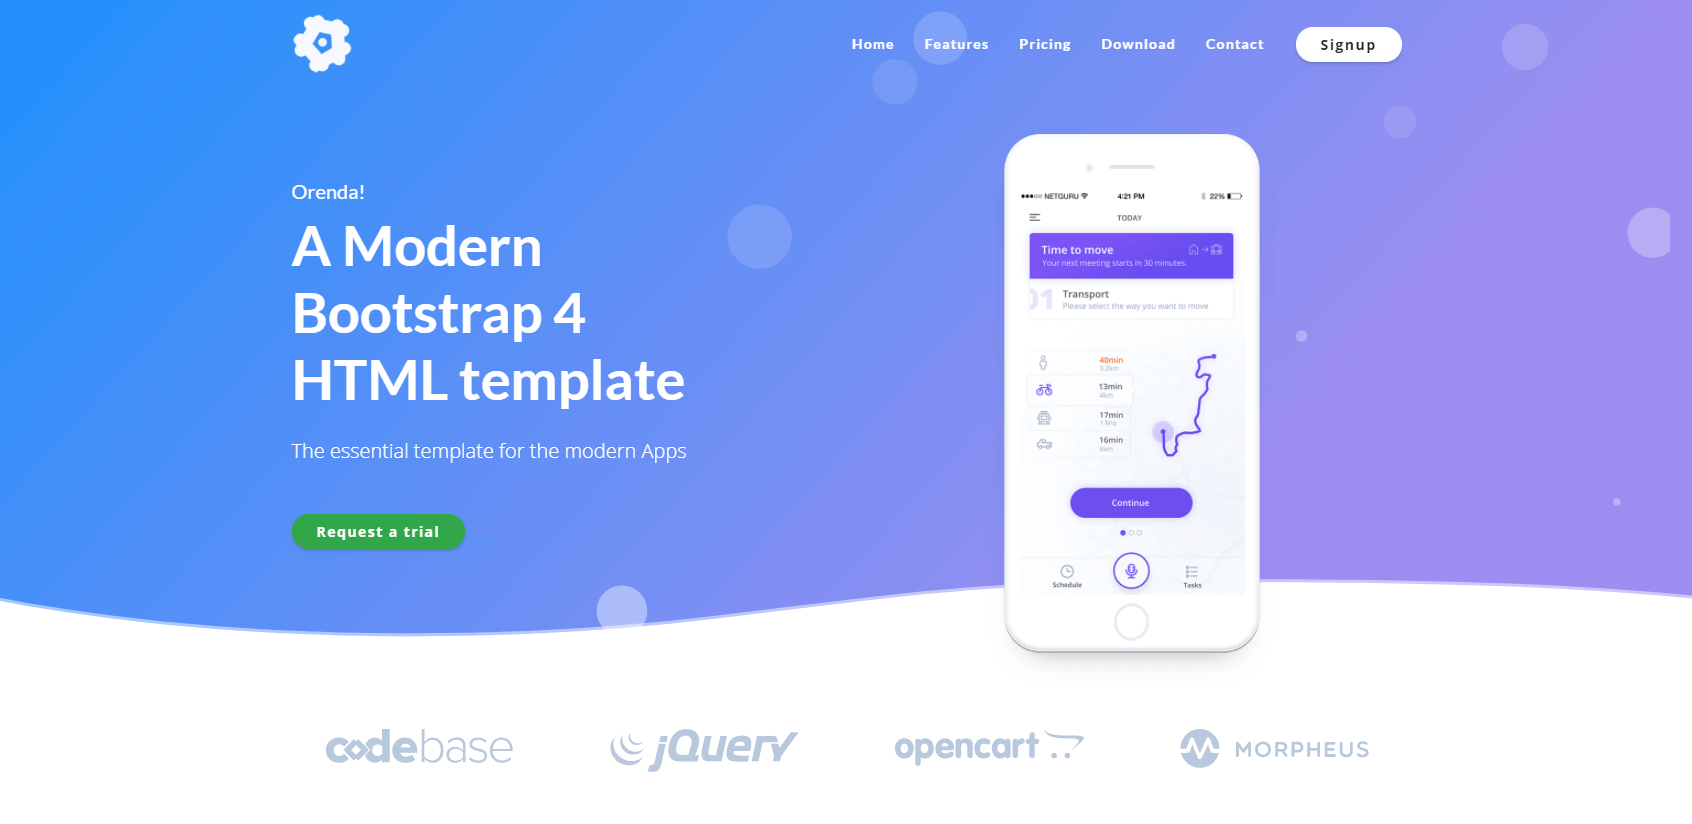 Home Features Pricing Download Contact Signup
Orenda!
A Modern
Bootstrap 4
HTML template
The essential template for the modern Apps
Request a trial
NETGURU 4:21 PM 22%
TODAY
Time to move
Your next meeting starts in 30 minutes.
01 Transport
Please select the way you want to move
40min
5.2km
13min
4km
17min
1 line
16min
6km
Continue
Schedule Tasks
codebase jQuery opencart MORPHEUS